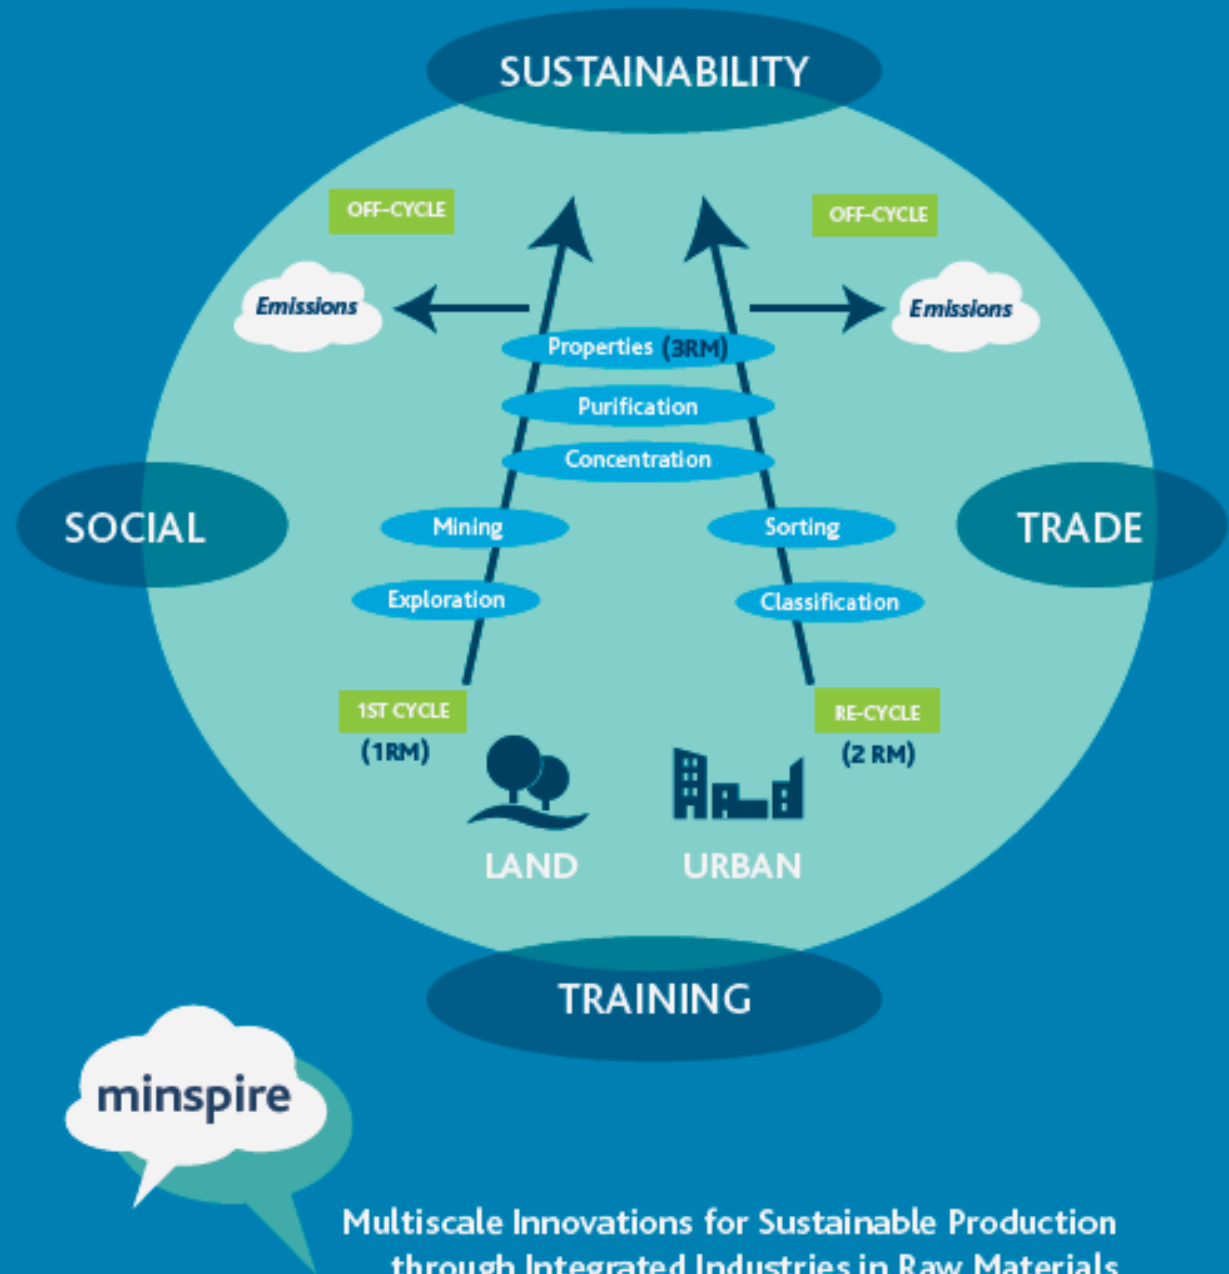 SUSTAINABILITY
OFF-CYCLE
OFF-CYCLE
Emissions
Emissions
Properties (3RM)
Purification
Concentration
SOCIAL
Mining
Sorting
TRADE
Exploration
Classification
1ST CYCLE
(1RM)
RE-CYCLE
(2 RM)
LAND
URBAN
TRAINING
minspire
Multiscale Innovations for Sustainable Production
through Integrated Industries in Raw Materials